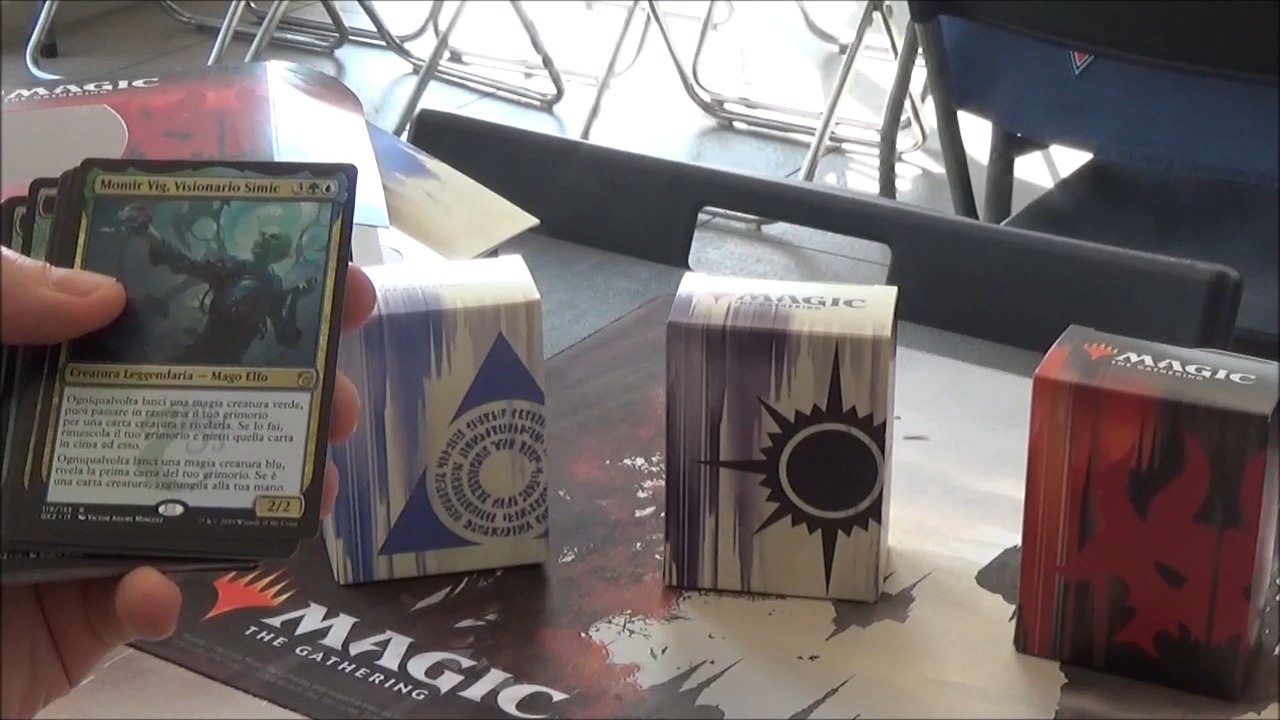 MAGIC
THE GATHERING
Momir Vig, Visionario Simic 3
Creatura Leggendaria — Mago Elfo
Ogniqualvolta lanci una magia creatura verde,
puoi passare in rassegna il tuo grimorio
per una carta creatura e rivelarla. Se lo fai,
rimescola il tuo grimorio e metti quella carta
in cima ad esso.
Ogniqualvolta lanci una magia creatura blu,
rivela la prima carta del tuo grimorio. Se è
una carta creatura, aggiungila alla tua mano.
2/2
MAGIC
THE GATHERING
MAGIC
THE GATHERING
MAGIC
THE GATHERING